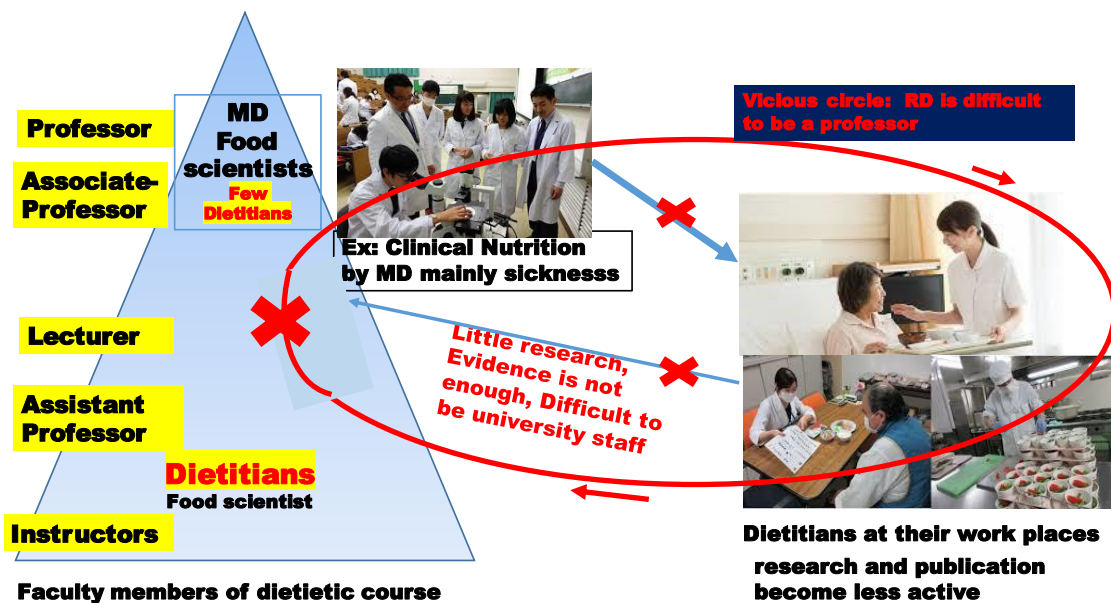 Professor
Associate-
Professor
Lecturer
Assistant
Professor
Instructors
MD
Food
scientists
Few
Dietitians
Dietitians
Food scientist
Faculty members of dietietic course
Ex: Clinical Nutrition
by MD mainly sicknesss
Vicious circle:  RD is difficult
to be a professor
Little research,
Evidence is not
enough, Difficult to
be university staff
Dietitians at their work places
research and publication
become less active